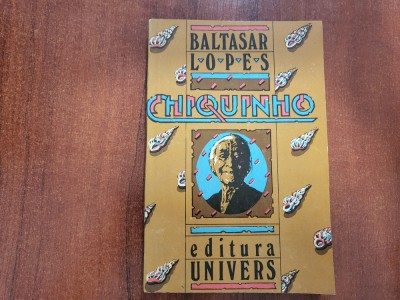 BALTASAR
LOPES
CHIQUINHO
editura
UNIVERS